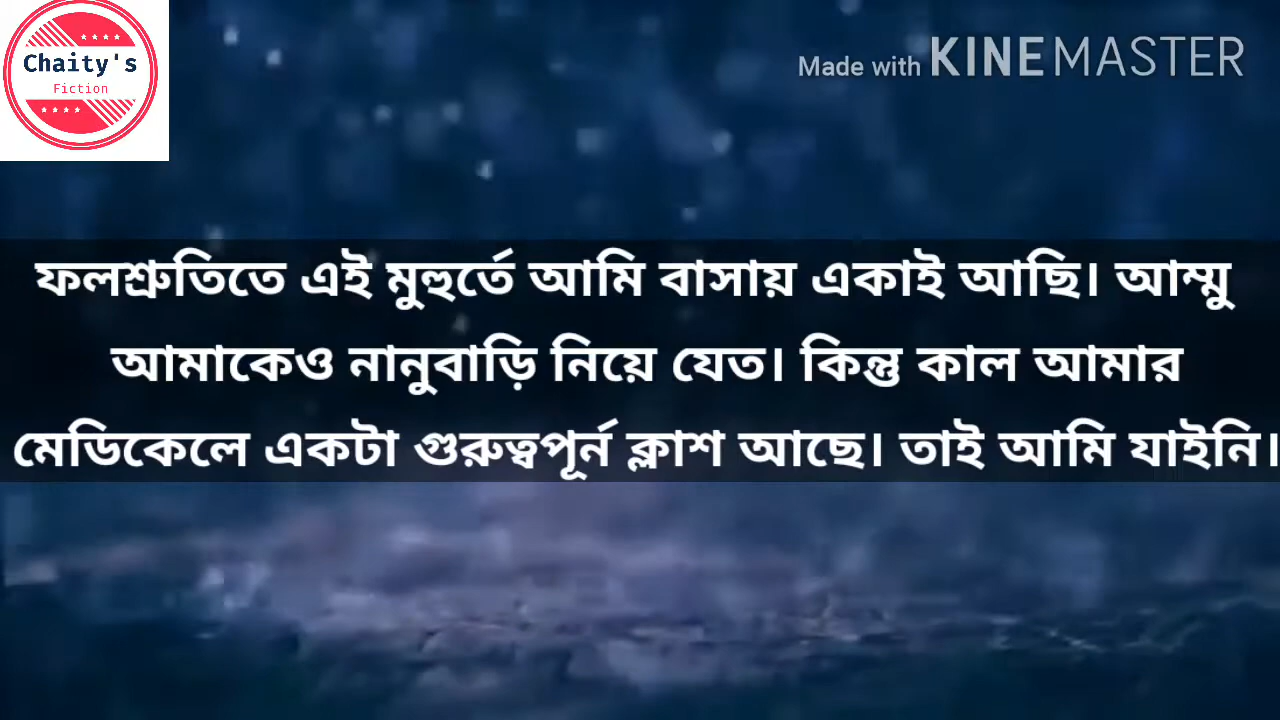 Chaity's
Fiction
Made with KINEMASTER
ফলশ্রুতিতে এই মুহুর্তে আমি বাসায় একাই আছি। আম্মু
আমাকেও নানুবাড়ি নিয়ে যেত। কিন্তু কাল আমার
মেডিকেলে একটা গুরুত্বপূর্ন ক্লাশ আছে। তাই আমি যাইনি।